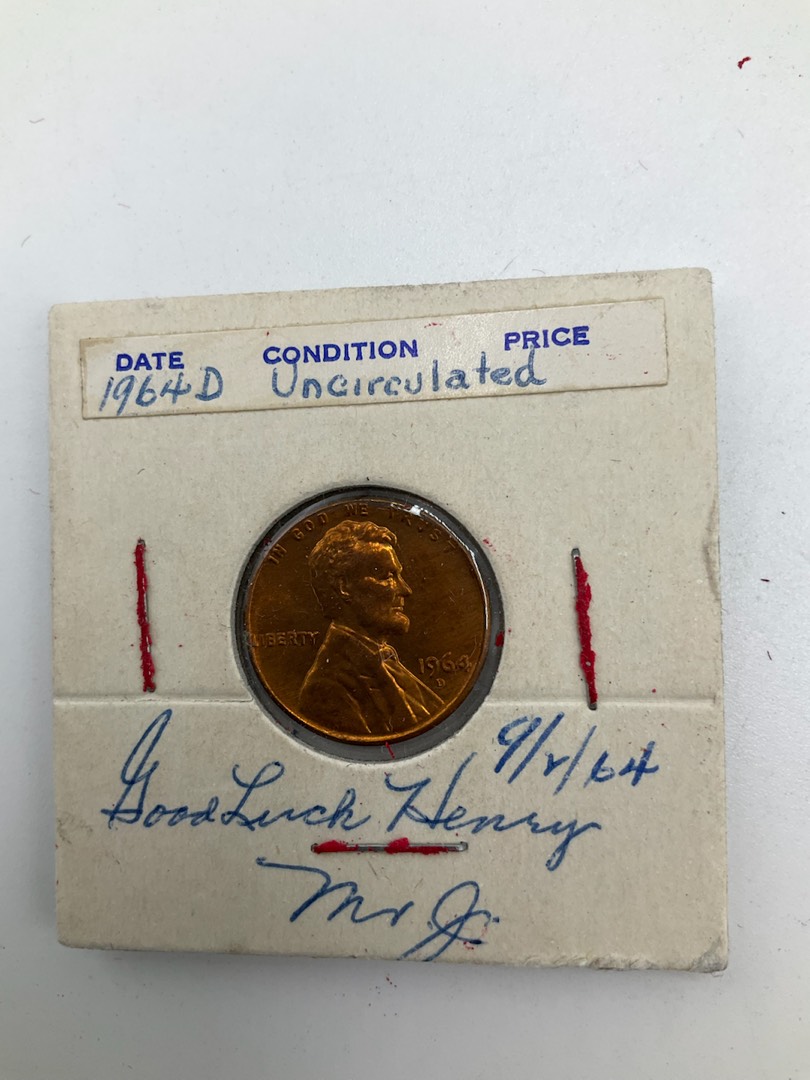 DATE CONDITION PRICE
1964D Uncirculated
IN GOD WE TRUST
LIBERTY
1964
D
9/2/64
Good Luck Henry
Mr J.